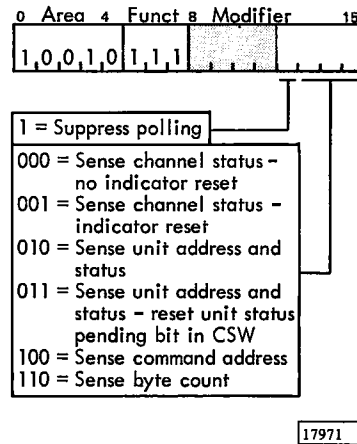 0 Area 4 Funct 8 Modifier 15
1 0 0 1 0 1 1 1
1 = Suppress polling
000 = Sense channel status -
no indicator reset
001 = Sense channel status -
indicator reset
010 = Sense unit address and
status
011 = Sense unit address and
status - reset unit status
pending bit in CSW
100 = Sense command address
110 = Sense byte count
17971